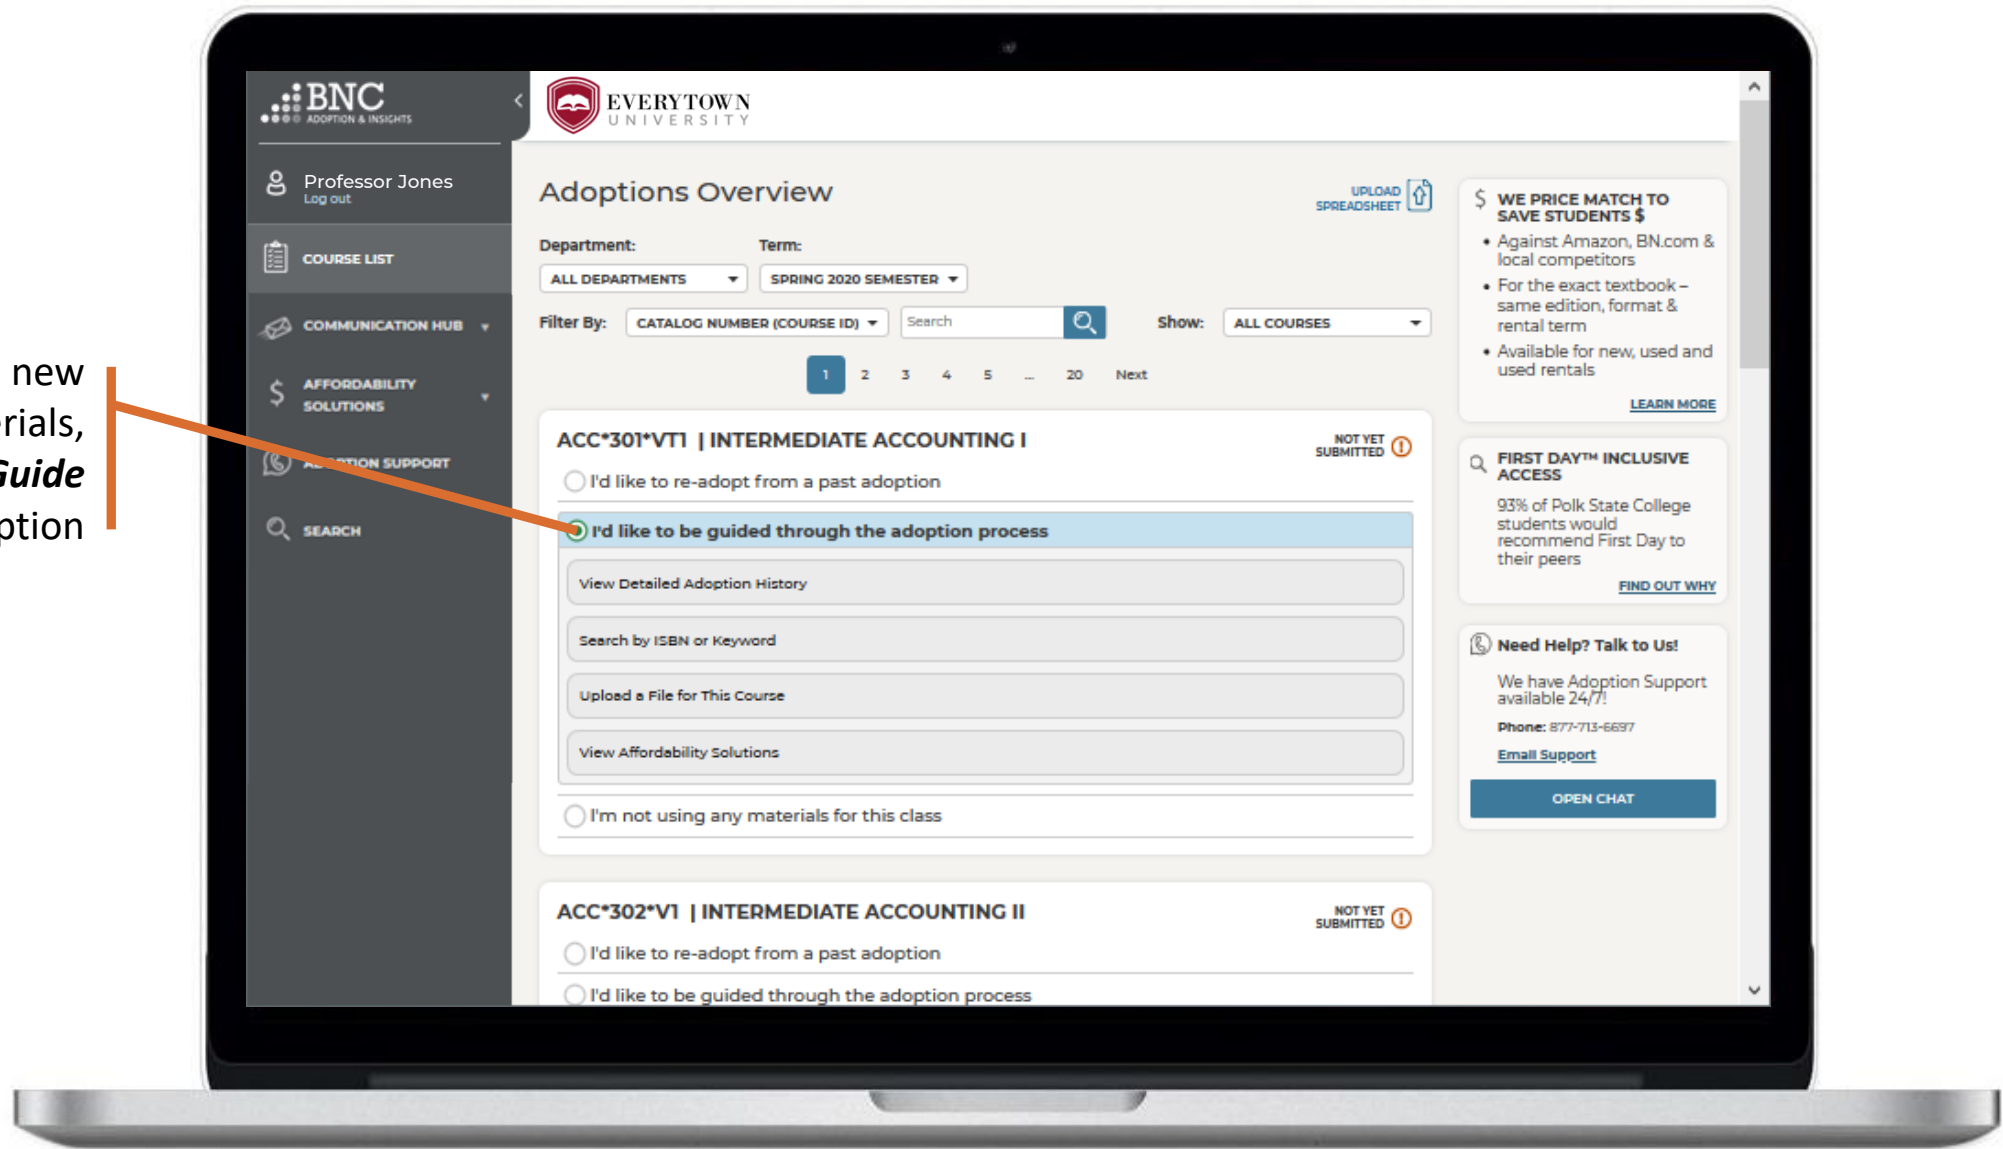 new
Guide
BNC
ADOPTION & INSIGHTS
Professor Jones
Log out
COURSE LIST
COMMUNICATION HUB
AFFORDABILITY
SOLUTIONS
ADOPTION SUPPORT
SEARCH
EVERYTOWN
UNIVERSITY
Adoptions Overview
UPLOAD
SPREADSHEET
Department:
Term:
ALL DEPARTMENTS
SPRING 2020 SEMESTER
Filter By:
CATALOG NUMBER (COURSE ID)
Search
Show:
ALL COURSES
1 2 3 4 5 ... 20 Next
ACC*301*VT1 | INTERMEDIATE ACCOUNTING I
NOT YET
SUBMITTED
I'd like to re-adopt from a past adoption
I'd like to be guided through the adoption process
View Detailed Adoption History
Search by ISBN or Keyword
Upload a File for This Course
View Affordability Solutions
I'm not using any materials for this class
ACC*302*V1 | INTERMEDIATE ACCOUNTING II
NOT YET
SUBMITTED
I'd like to re-adopt from a past adoption
I'd like to be guided through the adoption process
$ WE PRICE MATCH TO
SAVE STUDENTS $
• Against Amazon, BN.com &
local competitors
• For the exact textbook –
same edition, format &
rental term
• Available for new, used and
used rentals
LEARN MORE
FIRST DAY™ INCLUSIVE
ACCESS
93% of Polk State College
students would
recommend First Day to
their peers
FIND OUT WHY
Need Help? Talk to Us!
We have Adoption Support
available 24/7!
Phone: 877-713-6697
Email Support
OPEN CHAT